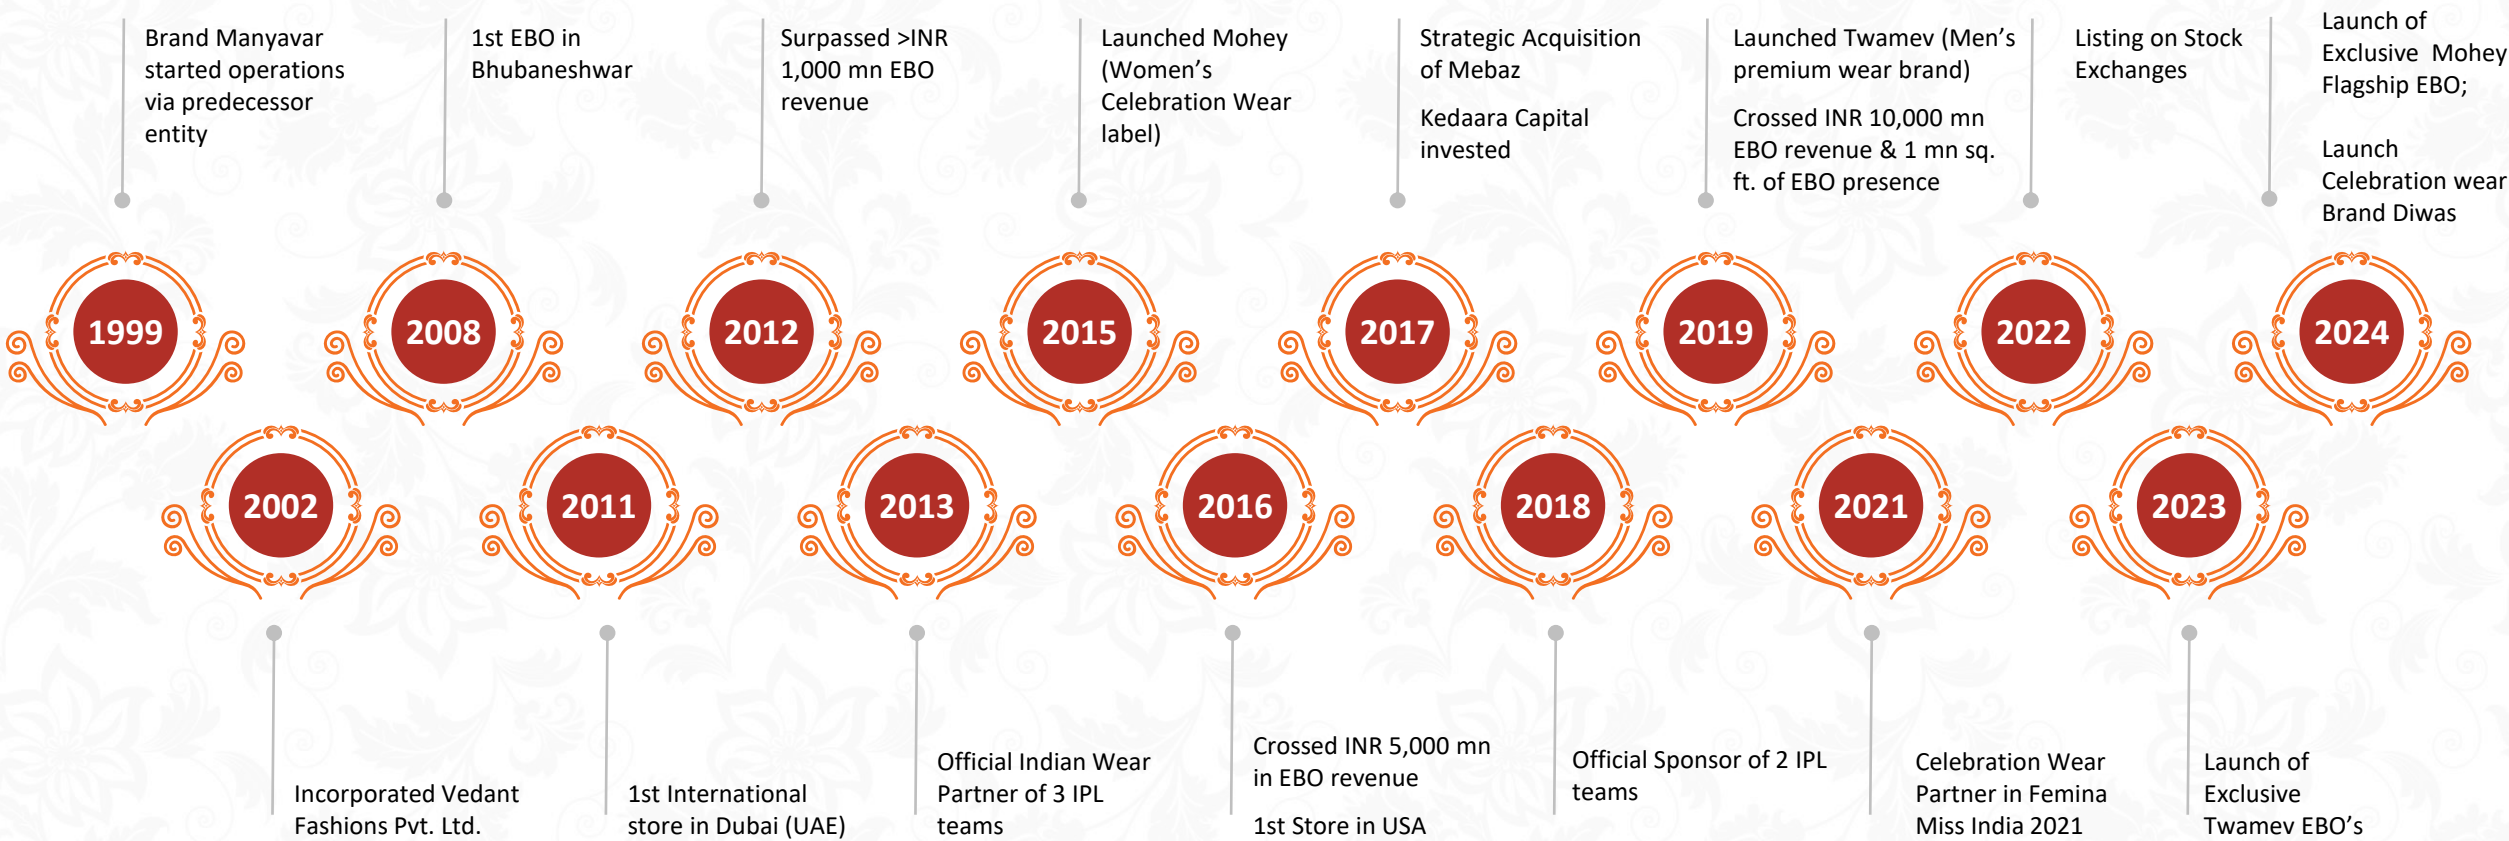 Brand Manyavar
started operations
via predecessor
entity
1st EBO in
Bhubaneshwar
Surpassed >INR
1,000 mn EBO
revenue
Launched Mohey
(Women's
Celebration Wear
label)
Strategic Acquisition
of Mebaz
Kedaara Capital
invested
Launched Twamev (Men's
premium wear brand)
Crossed INR 10,000 mn
EBO revenue & 1 mn sq.
ft. of EBO presence
Listing on Stock
Exchanges
Launch of
Exclusive Mohey
Flagship EBO;
Launch
Celebration wear
Brand Diwas
1999
2008
2012
2015
2017
2019
2022
2024
2002
2011
2013
2016
2018
2021
2023
Incorporated Vedant
Fashions Pvt. Ltd.
1st International
store in Dubai (UAE)
Official Indian Wear
Partner of 3 IPL
teams
Crossed INR 5,000 mn
in EBO revenue
1st Store in USA
Official Sponsor of 2 IPL
teams
Celebration Wear
Partner in Femina
Miss India 2021
Launch of
Exclusive
Twamev EBO's